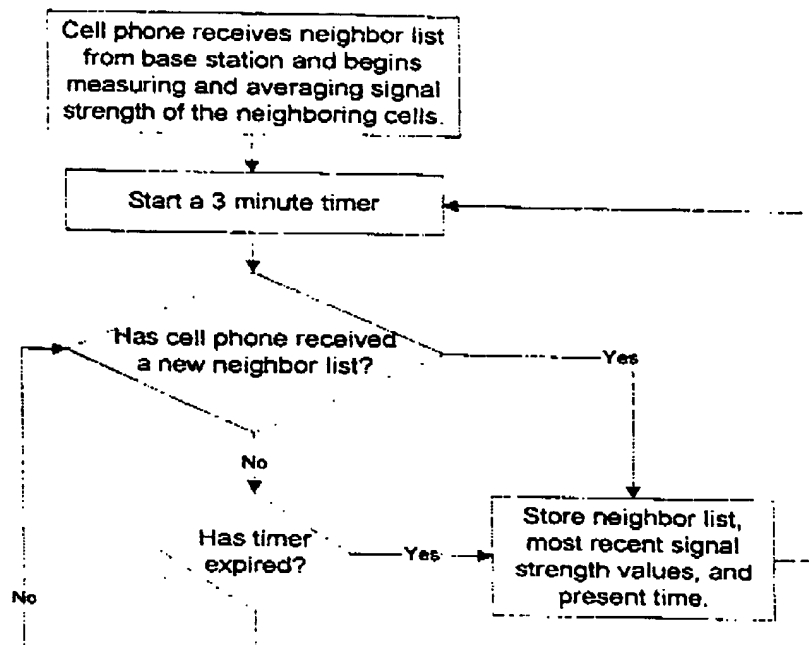 Cell phone receives neighbor list
from base station and begins
measuring and averaging signal
strength of the neighboring cells.
Start a 3 minute timer
Has cell phone received
a new neighbor list?
Yes
No
Has timer
expired?
Yes
Store neighbor list,
most recent signal
strength values, and
present time.
No